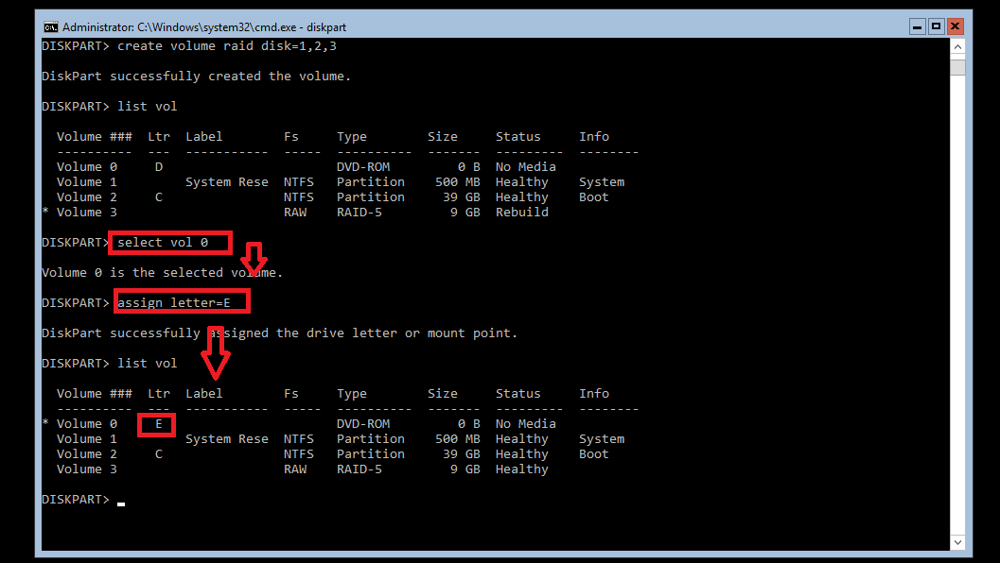 Administrator: C:\Windows\system32\cmd.exe - diskpart
DISKPART> create volume raid disk=1,2,3
DiskPart successfully created the volume.
DISKPART> list vol
  Volume ###  Ltr  Label        Fs     Type        Size     Status     Info
  ----------  ---  -----------  -----  ----------  -------  ---------  --------
  Volume 0     D                       DVD-ROM         0 B  No Media
  Volume 1         System Rese  NTFS   Partition    500 MB  Healthy    System
  Volume 2     C                NTFS   Partition     39 GB  Healthy    Boot
* Volume 3                      RAW    RAID-5         9 GB  Rebuild
DISKPART> select vol 0
Volume 0 is the selected volume.
DISKPART> assign letter=E
DiskPart successfully assigned the drive letter or mount point.
DISKPART> list vol
  Volume ###  Ltr  Label        Fs     Type        Size     Status     Info
  ----------  ---  -----------  -----  ----------  -------  ---------  --------
* Volume 0     E                       DVD-ROM         0 B  No Media
  Volume 1         System Rese  NTFS   Partition    500 MB  Healthy    System
  Volume 2     C                NTFS   Partition     39 GB  Healthy    Boot
  Volume 3                      RAW    RAID-5         9 GB  Healthy
DISKPART>